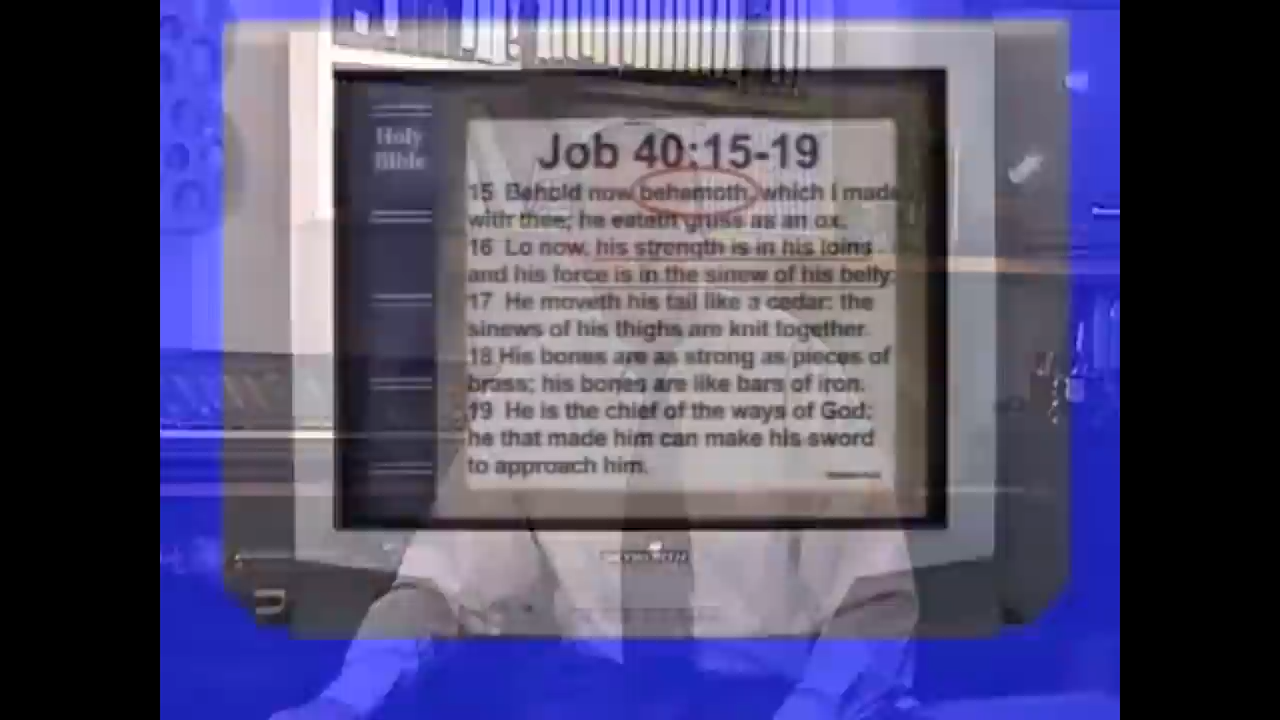 Holy
Bible
Job 40:15-19
15 Behold now behemoth, which I made
with thee; he eateth grass as an ox.
16 Lo now, his strength is in his loins
and his force is in the sinew of his belly.
17 He moveth his tail like a cedar: the
sinews of his thighs are knit together.
18 His bones are as strong as pieces of
brass; his bones are like bars of iron.
19 He is the chief of the ways of God:
he that made him can make his sword
to approach him.